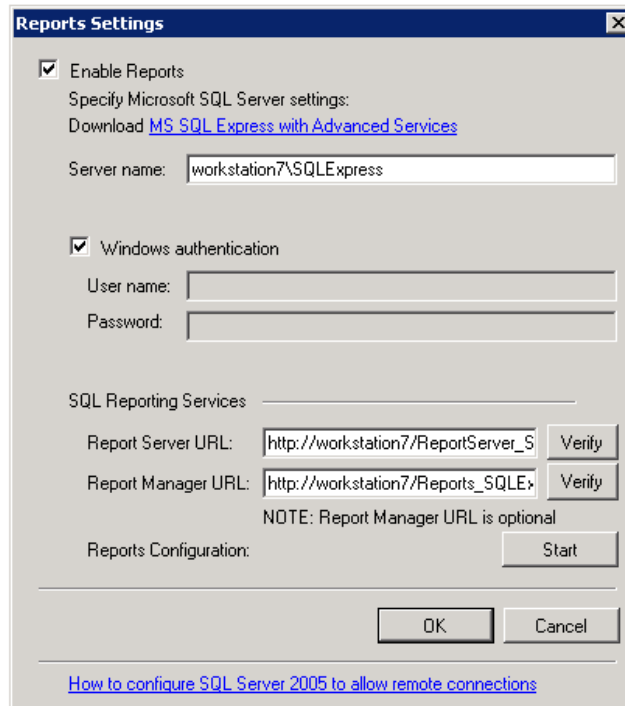 Reports Settings
Enable Reports
Specify Microsoft SQL Server settings:
Download MS SQL Express with Advanced Services
Server name: workstation7\SQLExpress
Windows authentication
User name:
Password:
SQL Reporting Services
Report Server URL: http://workstation7/ReportServer_S Verify
Report Manager URL: http://workstation7/Reports_SQLEx Verify
NOTE: Report Manager URL is optional
Reports Configuration: Start
OK Cancel
How to configure SQL Server 2005 to allow remote connections